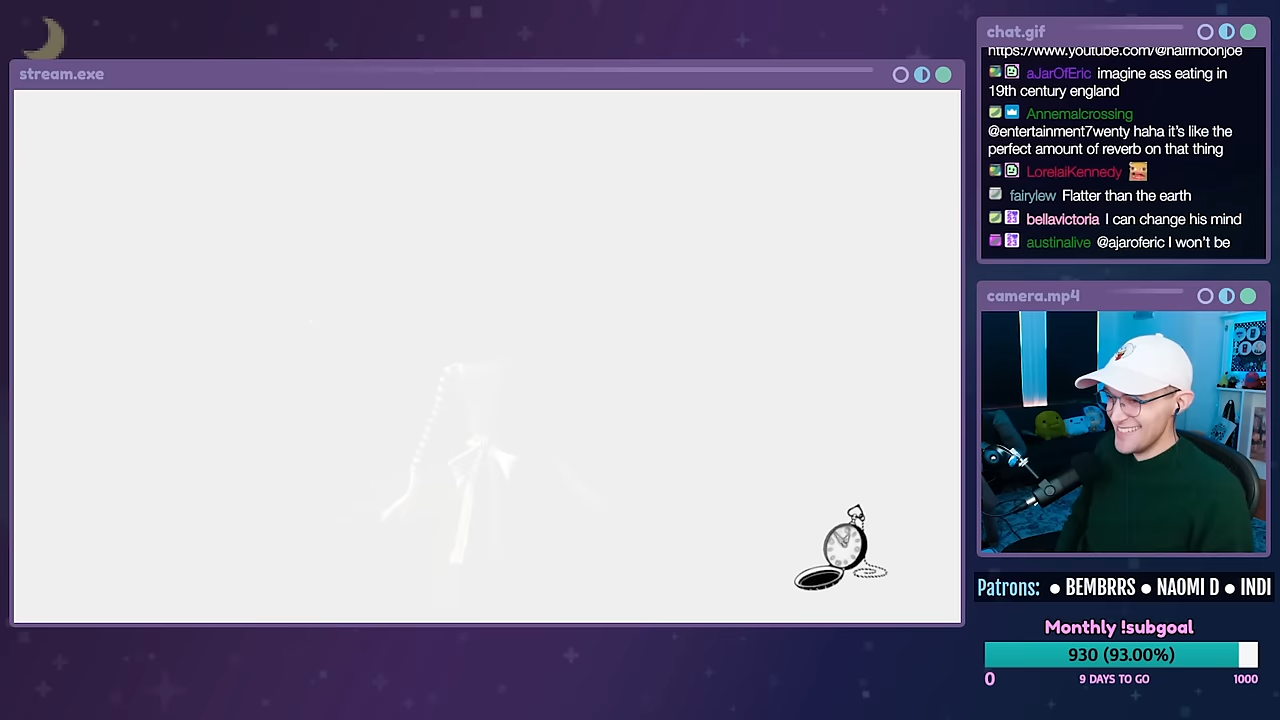 stream.exe
chat.gif
https://www.youtube.com/@halfmoonjoe
aJarOfEric imagine ass eating in
19th century england
Annemalcrossing
@entertainment7wenty haha it's like the
perfect amount of reverb on that thing
LorelaiKennedy
fairylew Flatter than the earth
bellavictoria I can change his mind
austinalive @ajaroferic I won't be
camera.mp4
Patrons: ● BEMBRRS ● NAOMI D ● INDI
Monthly !subgoal
930 (93.00%)
0 9 DAYS TO GO 1000